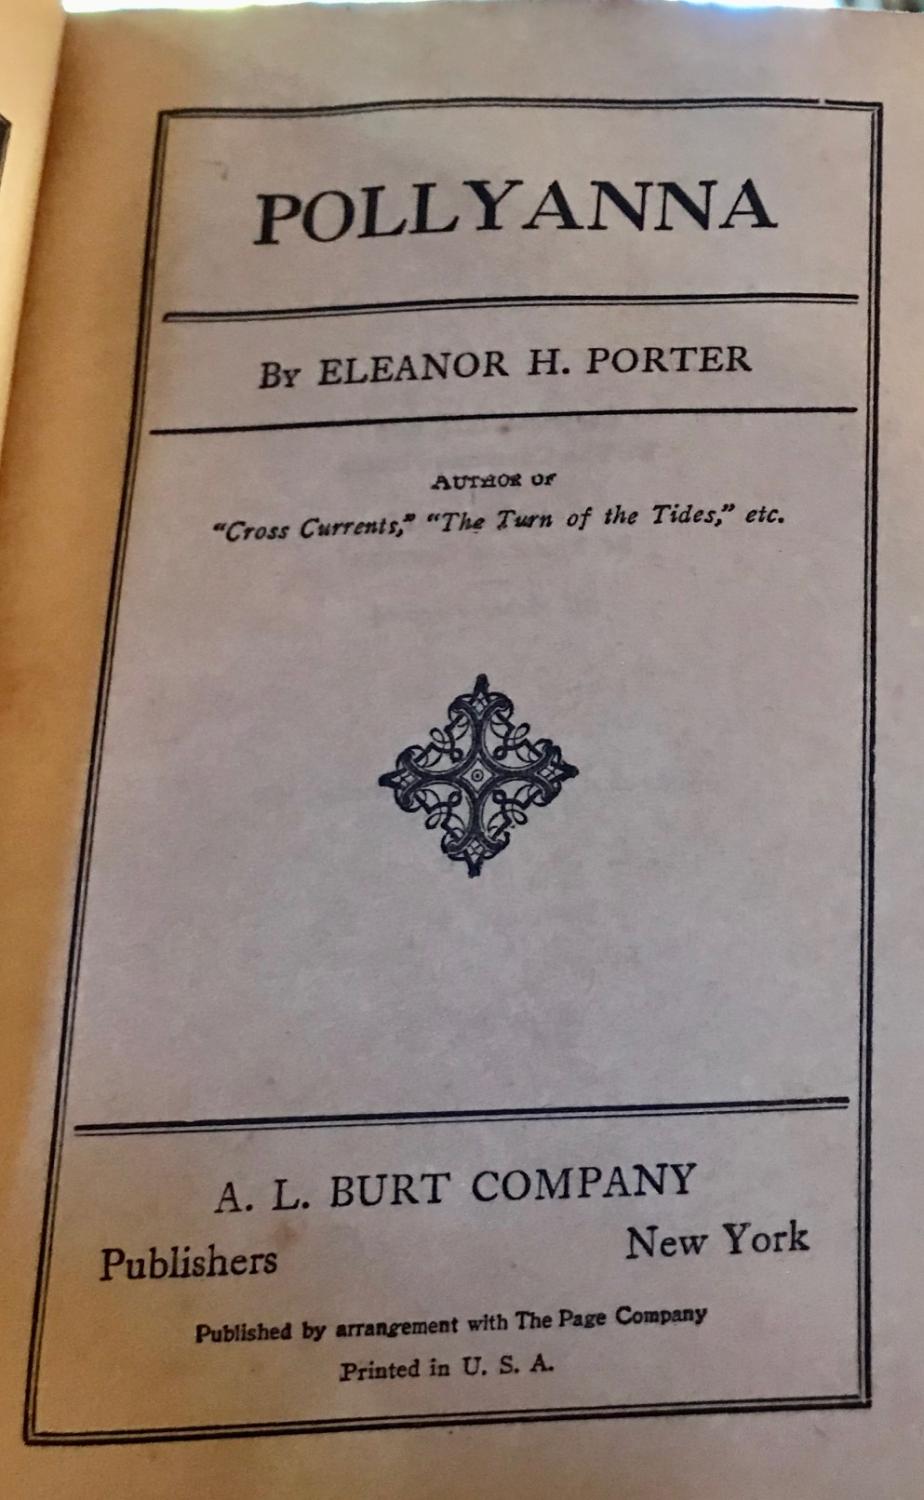 POLLYANNA
By ELEANOR H. PORTER
AUTHOR OF
"Cross Currents," "The Turn of the Tides," etc.
A. L. BURT COMPANY
Publishers New York
Published by arrangement with The Page Company
Printed in U. S. A.